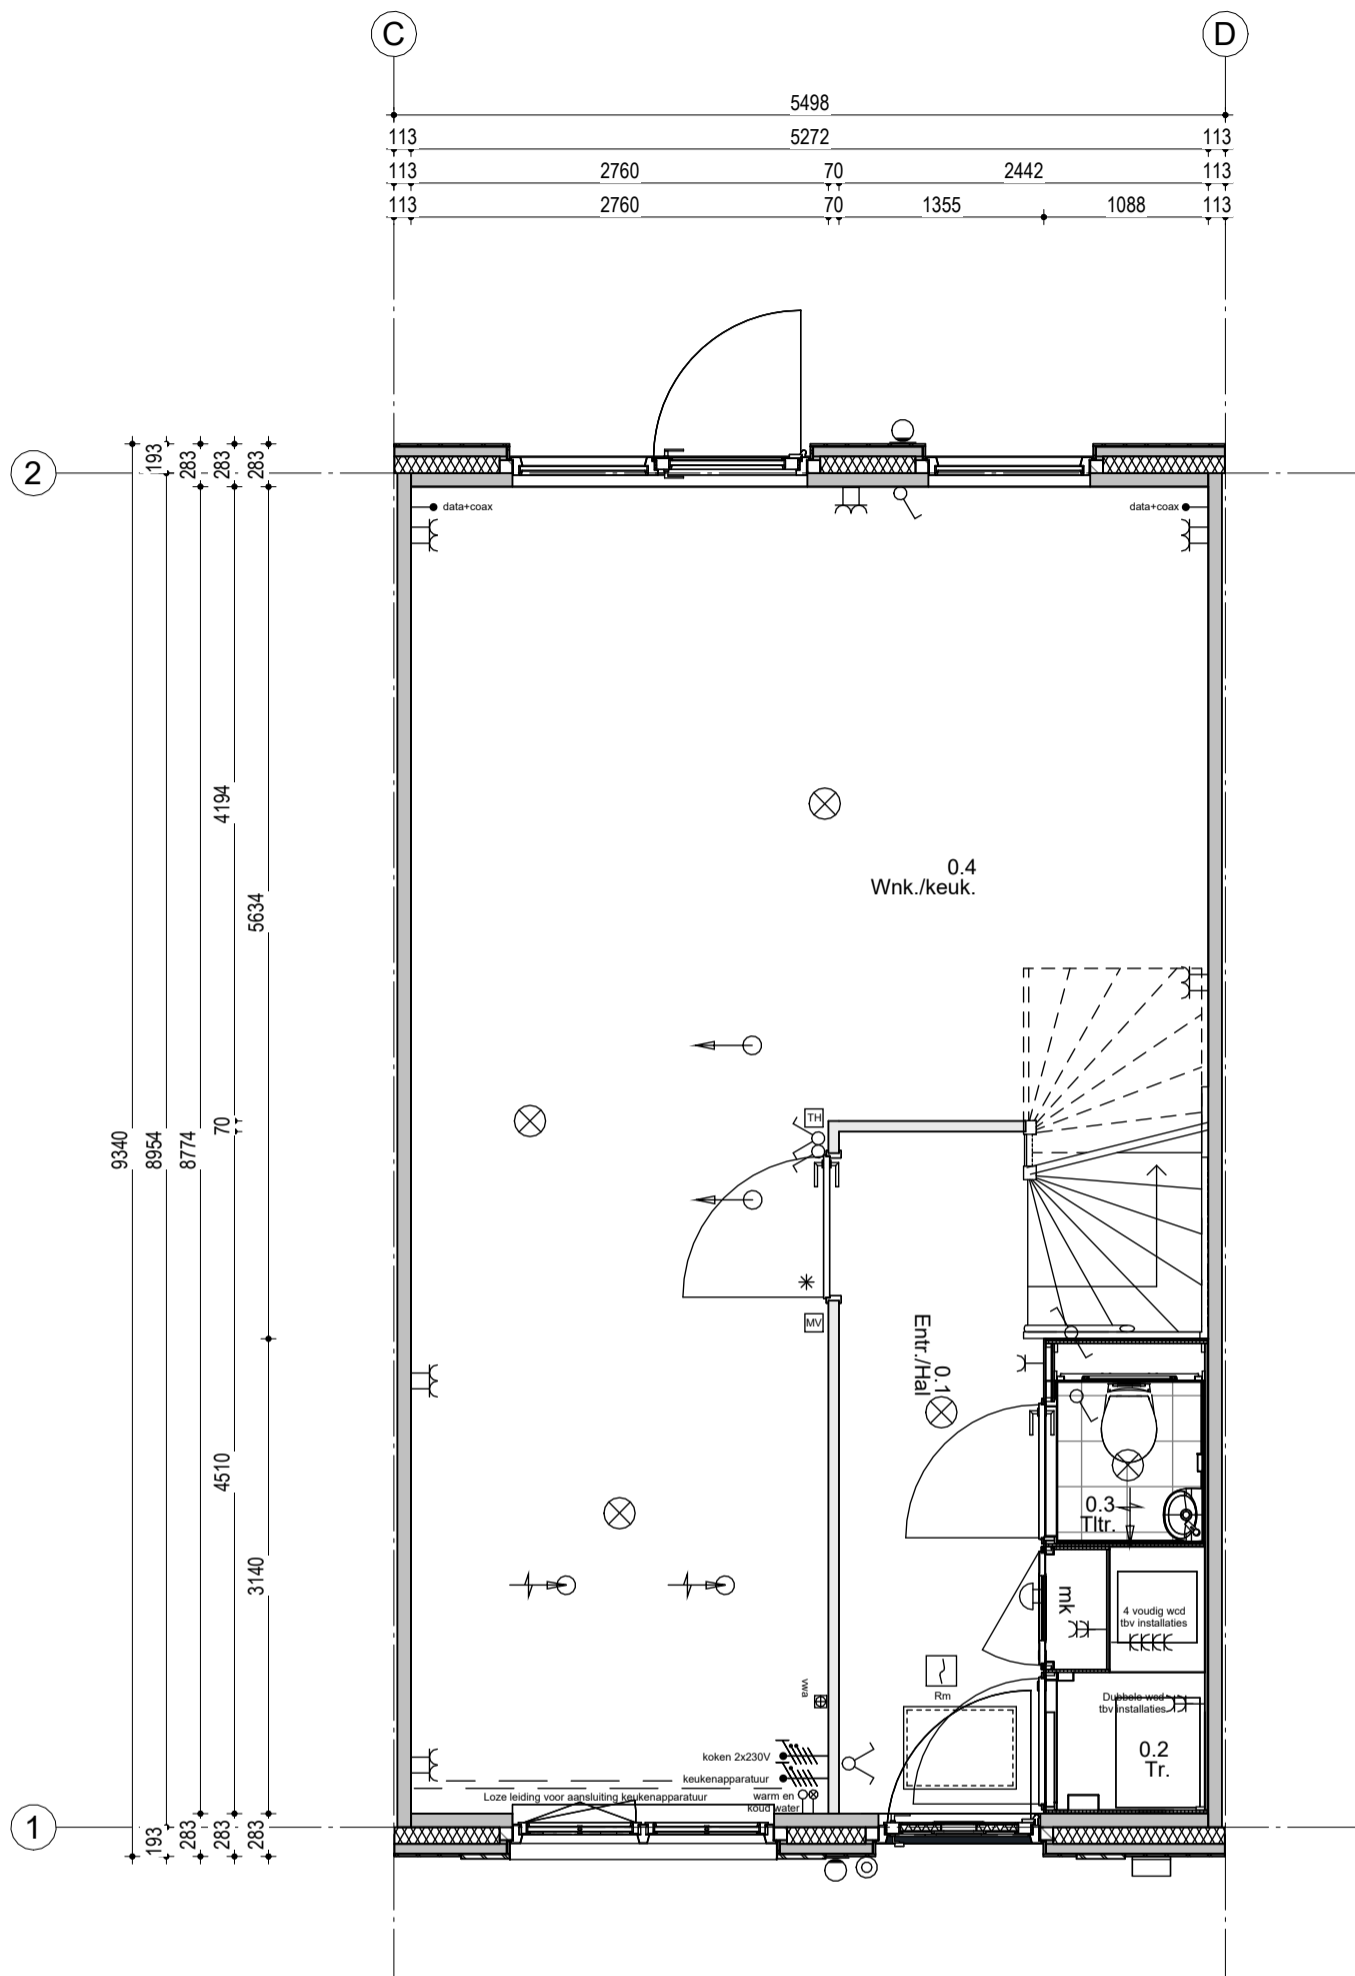 C
D
5498
113
5272
113
113
2760
70
2442
113
113
2760
70
1355
1088
113
2
193
283
283
283
data+coax
data+coax
4194
0.4
Wnk./keuk.
5634
TH
70
9340
8954
8774
MV
0.1
Entr./Hal
4510
0.3
Tltr.
3140
mk
4 voudig wcd
tbv installaties
Rm
vwa
Dubbele wcd
tbv installaties
0.2
Tr.
koken 2x230V
keukenapparatuur
Loze leiding voor aansluiting keukenapparatuur
warm en
koud water
1
193
283
283
283